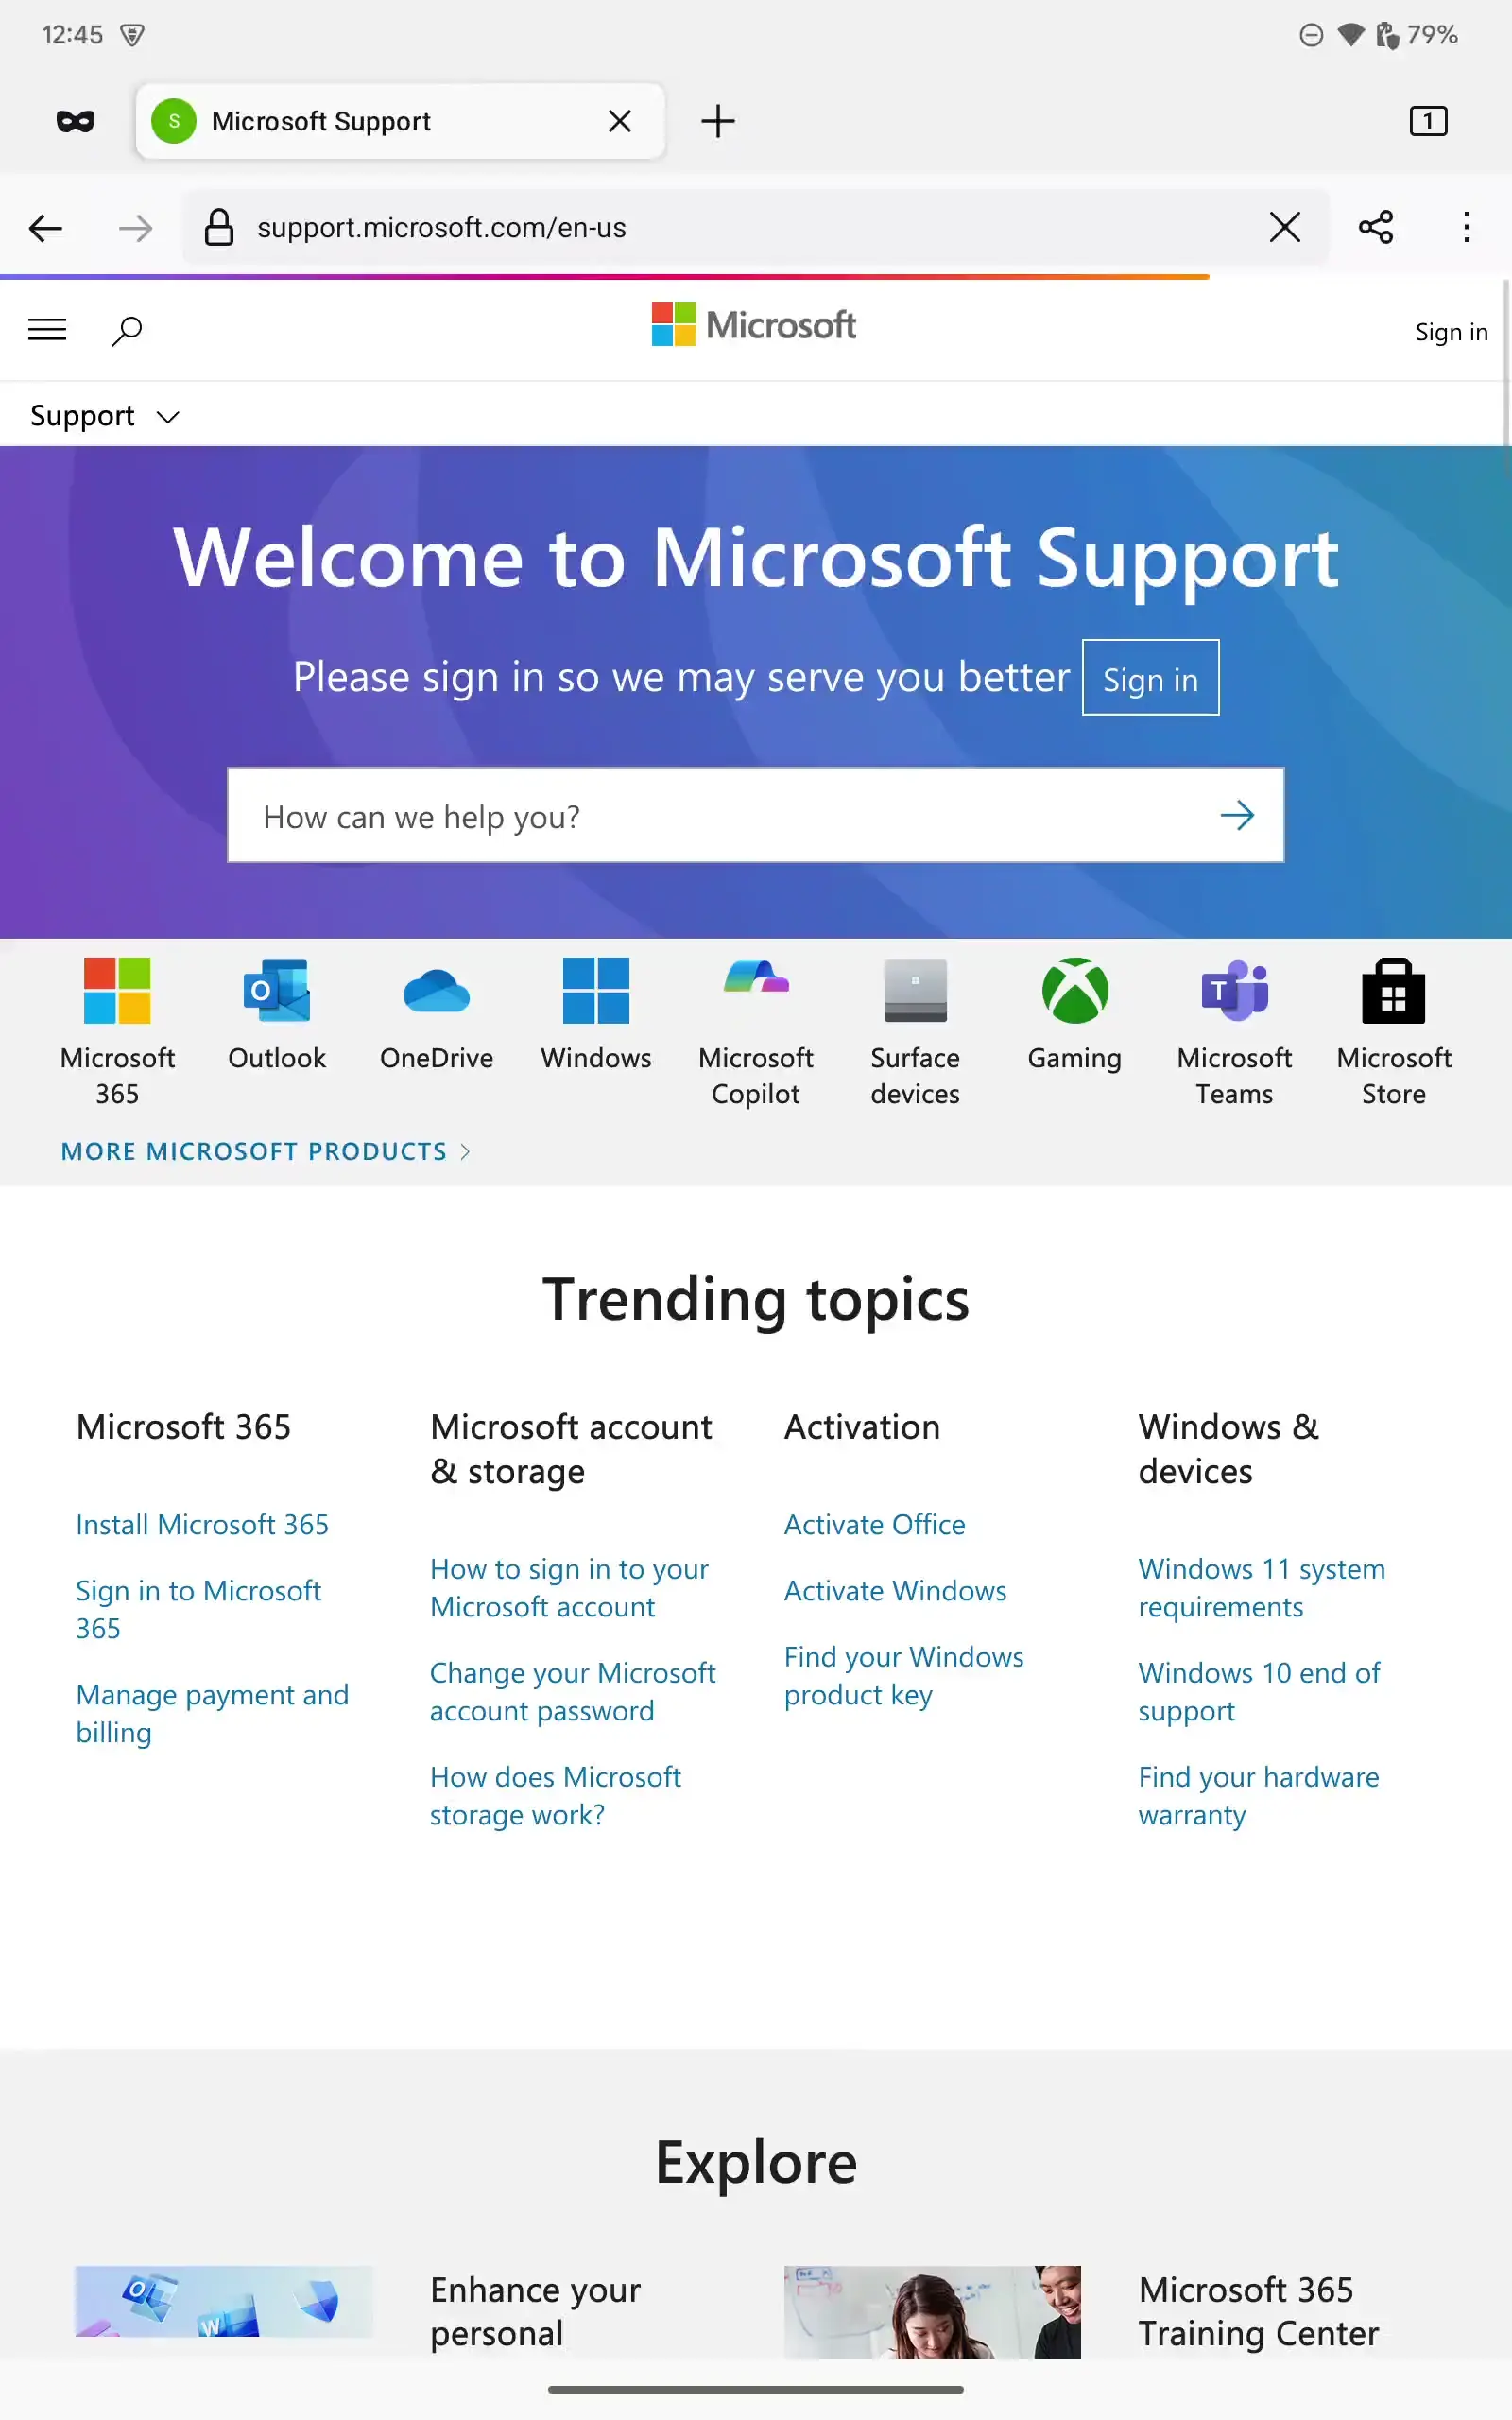 12:45
79%
S
Microsoft Support
1
support.microsoft.com/en-us
Microsoft
Sign in
Support
Welcome to Microsoft Support
Please sign in so we may serve you better
Sign in
How can we help you?
Microsoft
365
Outlook
OneDrive
Windows
Microsoft
Copilot
Surface
devices
Gaming
Microsoft
Teams
Microsoft
Store
MORE MICROSOFT PRODUCTS
Trending topics
Microsoft 365
Install Microsoft 365
Sign in to Microsoft
365
Manage payment and
billing
Microsoft account
& storage
How to sign in to your
Microsoft account
Change your Microsoft
account password
How does Microsoft
storage work?
Activation
Activate Office
Activate Windows
Find your Windows
product key
Windows &
devices
Windows 11 system
requirements
Windows 10 end of
support
Find your hardware
warranty
Explore
Enhance your
personal
Microsoft 365
Training Center